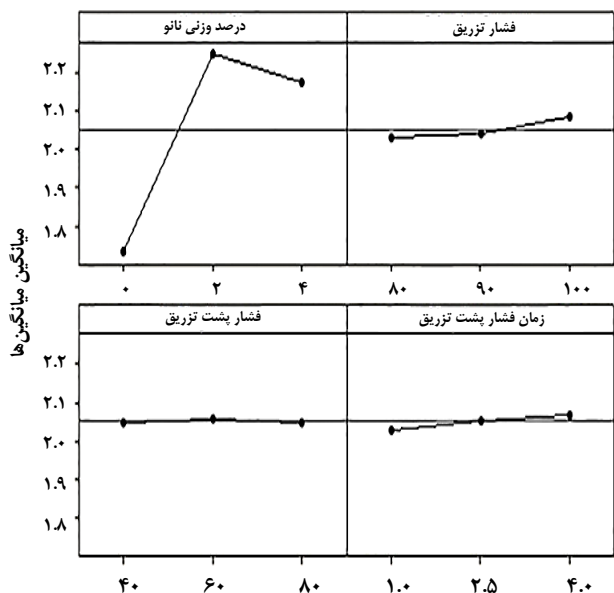 درصد وزنی نانو
فشار تزریق
۲.۲
۲.۱
۲.۰
۱.۹
۱.۸
۰ ۲ ۴
۸۰ ۹۰ ۱۰۰
میانگین میانگین‌ها
فشار پشت تزریق
زمان فشار پشت تزریق
۲.۲
۲.۱
۲.۰
۱.۹
۱.۸
۴۰ ۶۰ ۸۰
۱.۰ ۲.۵ ۴.۰